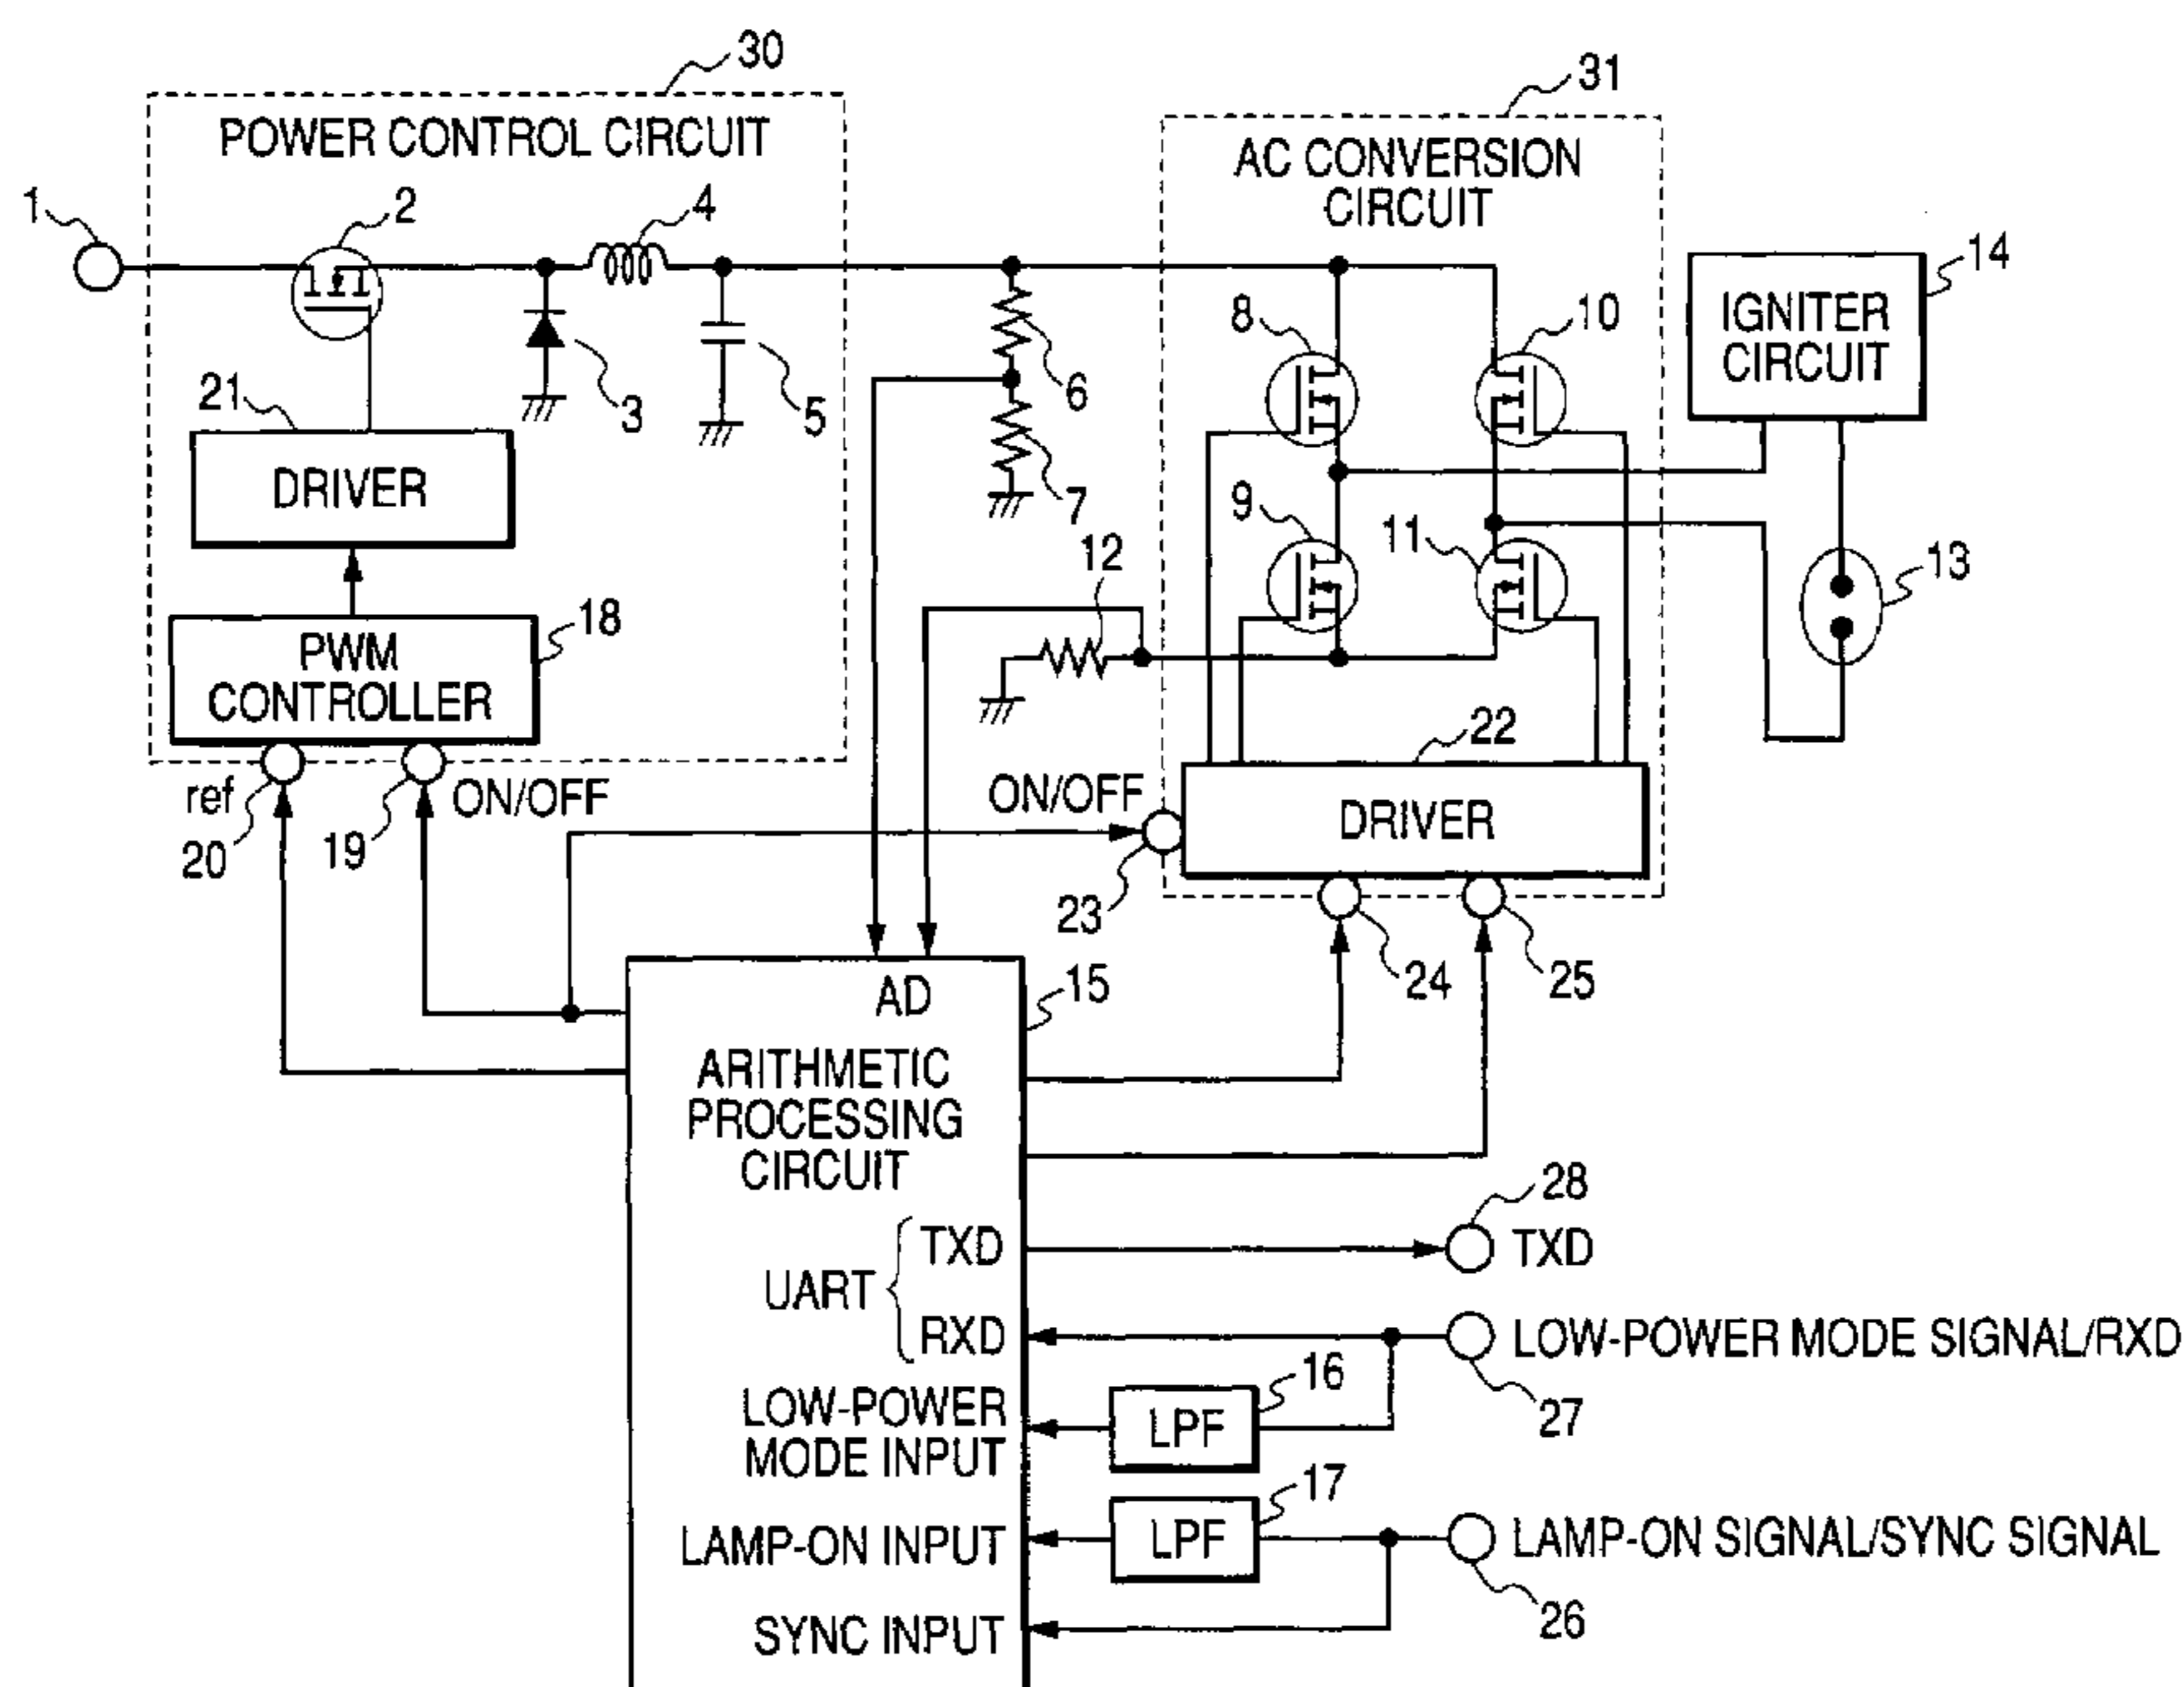 30
31
POWER CONTROL CIRCUIT
AC CONVERSION
CIRCUIT
1
2
4
14
8
10
IGNITER
CIRCUIT
21
3
5
6
DRIVER
7
9
11
12
13
18
PWM
CONTROLLER
22
ref
ON/OFF
20
19
ON/OFF
DRIVER
23
24
25
AD
15
ARITHMETIC
PROCESSING
CIRCUIT
28
UART
TXD
TXD
RXD
LOW-POWER MODE SIGNAL/RXD
16
27
LOW-POWER
MODE INPUT
LPF
17
LAMP-ON INPUT
LPF
LAMP-ON SIGNAL/SYNC SIGNAL
26
SYNC INPUT